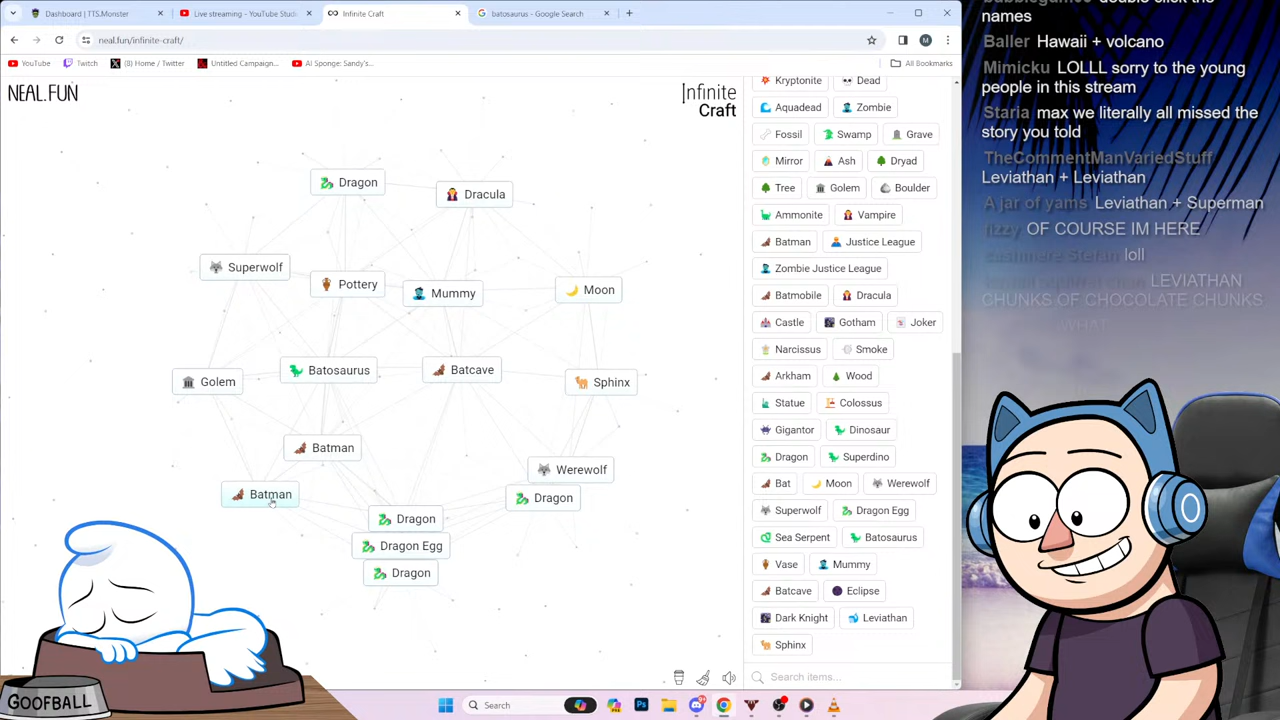 Dashboard | TTS.Monster
Live streaming - YouTube Studi
Infinite Craft
batosaurus - Google Search
neal.fun/infinite-craft/
M
YouTube
Twitch
(8) Home / Twitter
Untitled Campaign...
AI Sponge: Sandy's...
All Bookmarks
NEAL.FUN
Infinite
Craft
Dragon
Dracula
Superwolf
Pottery
Mummy
Moon
Golem
Batosaurus
Batcave
Sphinx
Batman
Werewolf
Batman
Dragon
Dragon
Dragon Egg
Dragon
Kryptonite
Dead
Aquadead
Zombie
Fossil
Swamp
Grave
Mirror
Ash
Dryad
Tree
Golem
Boulder
Ammonite
Vampire
Batman
Justice League
Zombie Justice League
Batmobile
Dracula
Castle
Gotham
Joker
Narcissus
Smoke
Arkham
Wood
Statue
Colossus
Gigantor
Dinosaur
Dragon
Superdino
Bat
Moon
Werewolf
Superwolf
Dragon Egg
Sea Serpent
Batosaurus
Vase
Mummy
Batcave
Eclipse
Dark Knight
Leviathan
Sphinx
Search items...
names
Baller Hawaii + volcano
Mimicku LOLLL sorry to the young
people in this stream
Staria max we literally all missed the
story you told
TheCommentManVariedStuff
Leviathan + Leviathan
A jar of yams Leviathan + Superman
fizzy OF COURSE IM HERE
cashmere Stefan loll
LEVIATHAN
CHUNKS OF CHOCOLATE CHUNKS
WHAT
GOOFBALL
Search